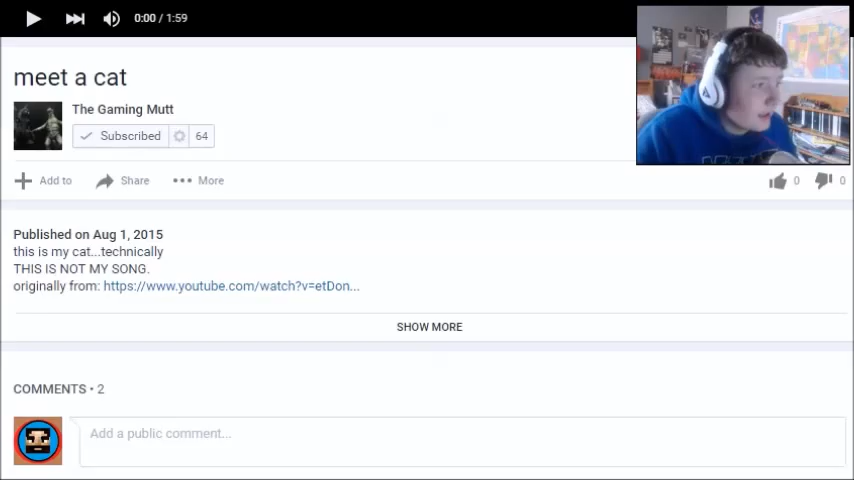 0:00 / 1:59
meet a cat
The Gaming Mutt
Subscribed 64
Add to Share More 0 0
Published on Aug 1, 2015
this is my cat...technically
THIS IS NOT MY SONG.
originally from: https://www.youtube.com/watch?v=etDon...
SHOW MORE
COMMENTS • 2
Add a public comment...